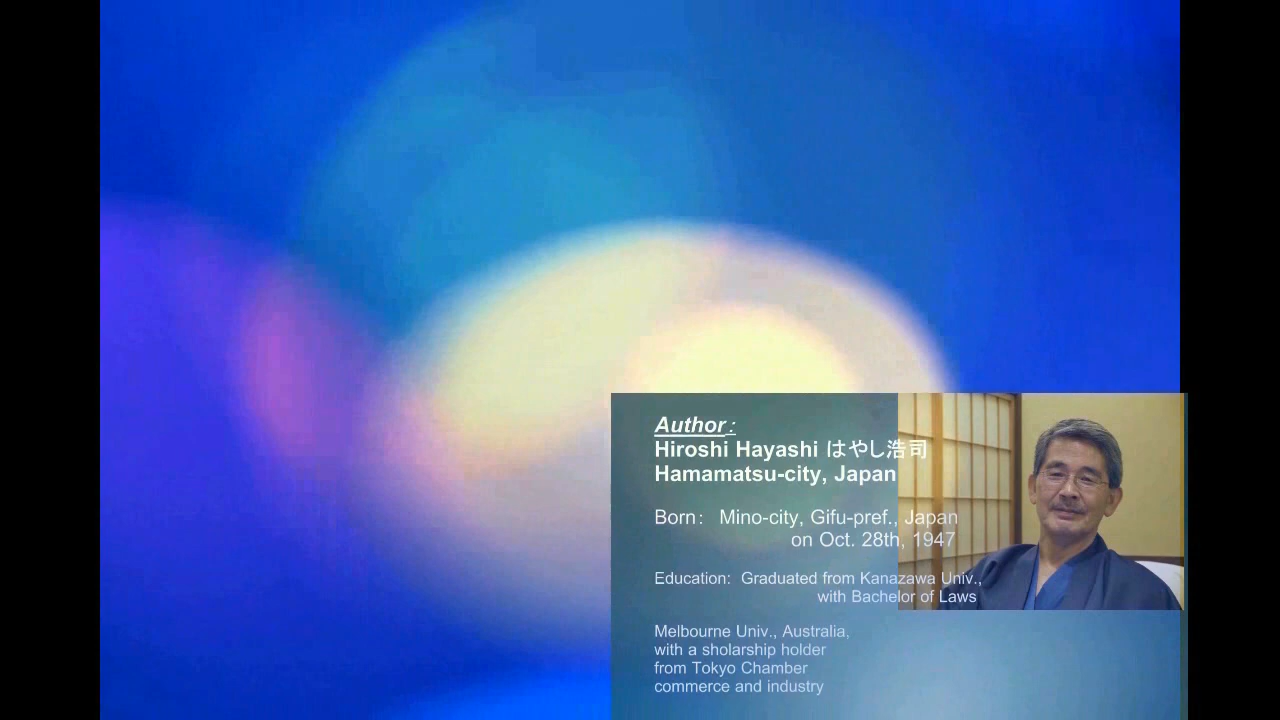 Author :
Hiroshi Hayashi はやし浩司
Hamamatsu-city, Japan
Born： Mino-city, Gifu-pref., Japan
on Oct. 28th, 1947
Education: Graduated from Kanazawa Univ.,
with Bachelor of Laws
Melbourne Univ., Australia,
with a sholarship holder
from Tokyo Chamber
commerce and industry